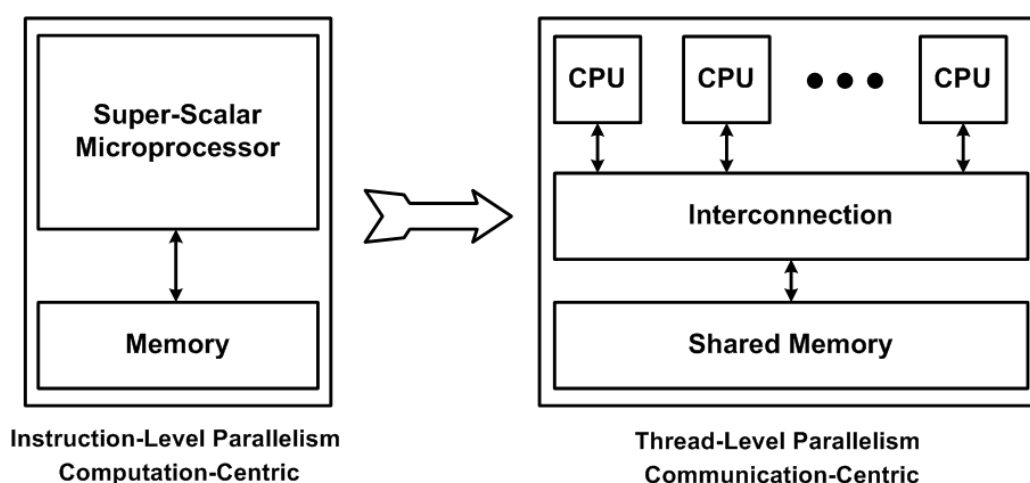 Super-Scalar
Microprocessor
Memory
Instruction-Level Parallelism
Computation-Centric
CPU
CPU
CPU
Interconnection
Shared Memory
Thread-Level Parallelism
Communication-Centric